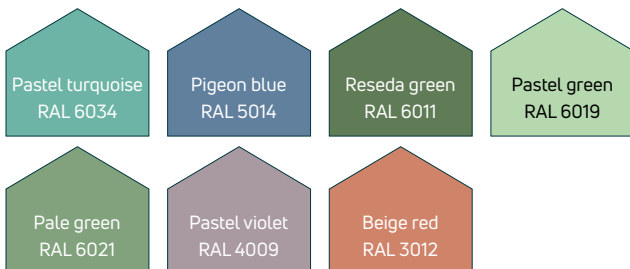 Pastel turquoise
RAL 6034
Pigeon blue
RAL 5014
Reseda green
RAL 6011
Pastel green
RAL 6019
Pale green
RAL 6021
Pastel violet
RAL 4009
Beige red
RAL 3012